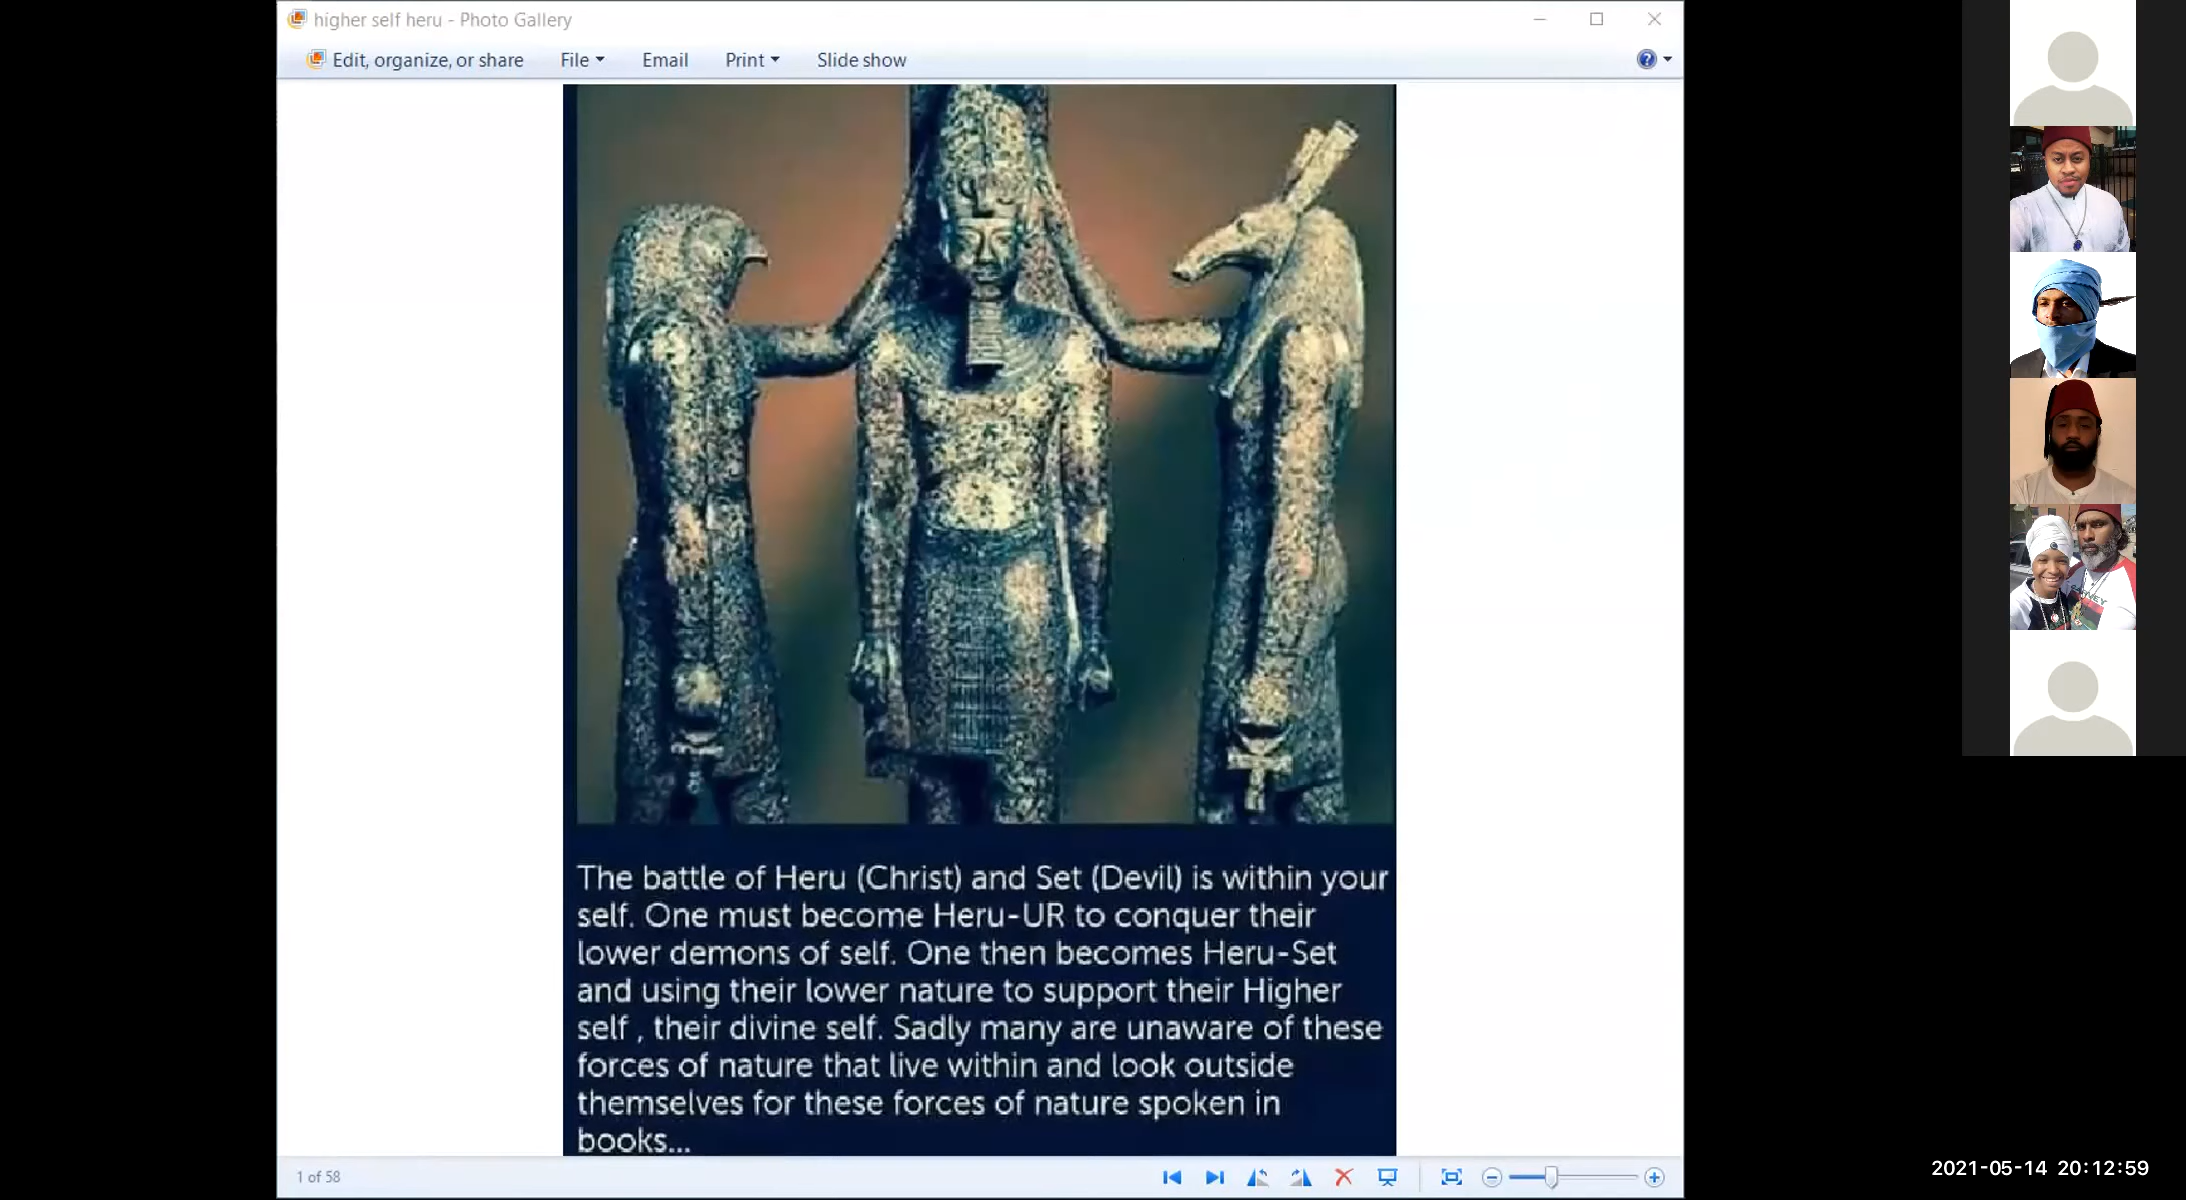 higher self heru - Photo Gallery
Edit, organize, or share File Email Print Slide show
The battle of Heru (Christ) and Set (Devil) is within your
self. One must become Heru-UR to conquer their
lower demons of self. One then becomes Heru-Set
and using their lower nature to support their Higher
self , their divine self. Sadly many are unaware of these
forces of nature that live within and look outside
themselves for these forces of nature spoken in
books...
1 of 58
2021-05-14 20:12:59